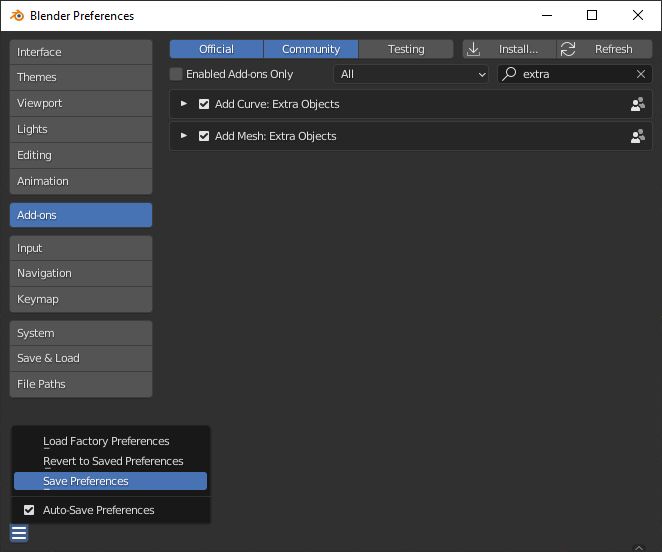 Blender Preferences
Interface
Themes
Viewport
Lights
Editing
Animation
Add-ons
Input
Navigation
Keymap
System
Save & Load
File Paths
Official Community Testing Install... Refresh
Enabled Add-ons Only All extra
Add Curve: Extra Objects
Add Mesh: Extra Objects
Load Factory Preferences
Revert to Saved Preferences
Save Preferences
Auto-Save Preferences